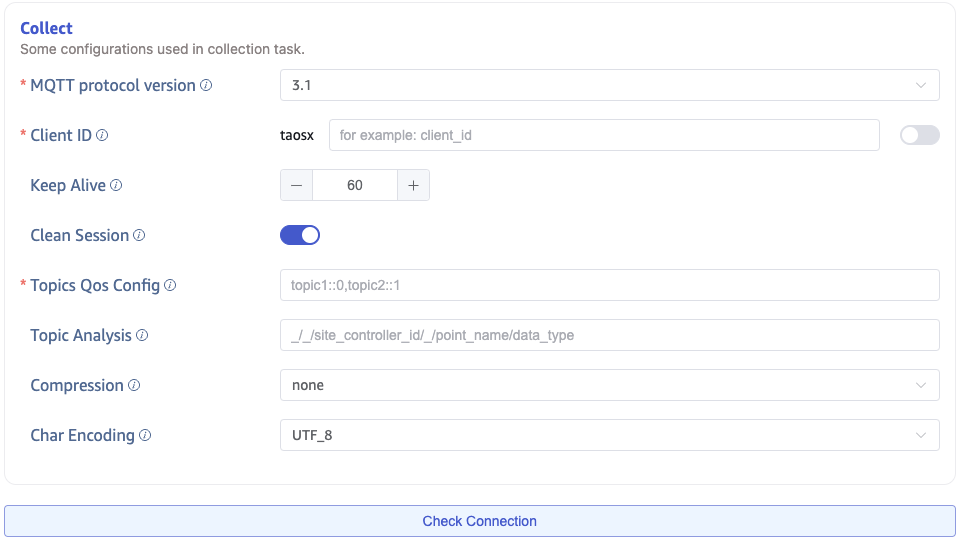 Collect
Some configurations used in collection task.
* MQTT protocol version 3.1
* Client ID taosx for example: client_id
Keep Alive 60
Clean Session
* Topics Qos Config topic1::0,topic2::1
Topic Analysis _/_/site_controller_id/_/point_name/data_type
Compression none
Char Encoding UTF_8
Check Connection